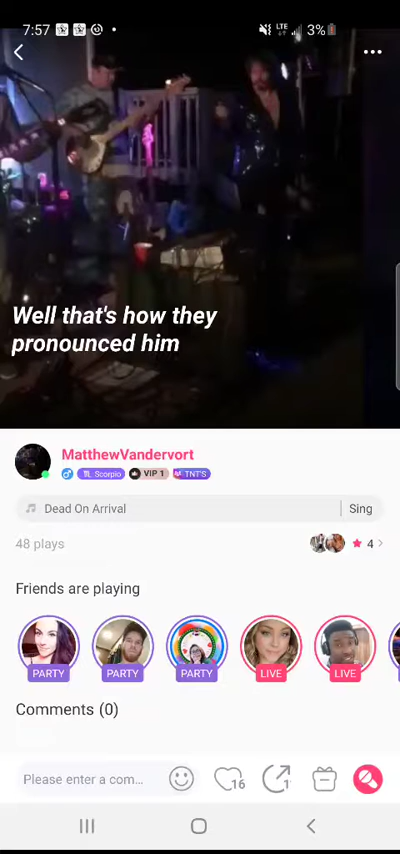 7:57
LTE
3%
Well that's how they
pronounced him
MatthewVandervort
Scorpio
VIP 1
TNT'S
Dead On Arrival
Sing
48 plays
4
Friends are playing
PARTY
PARTY
PARTY
LIVE
LIVE
Comments (0)
Please enter a com...
16
1